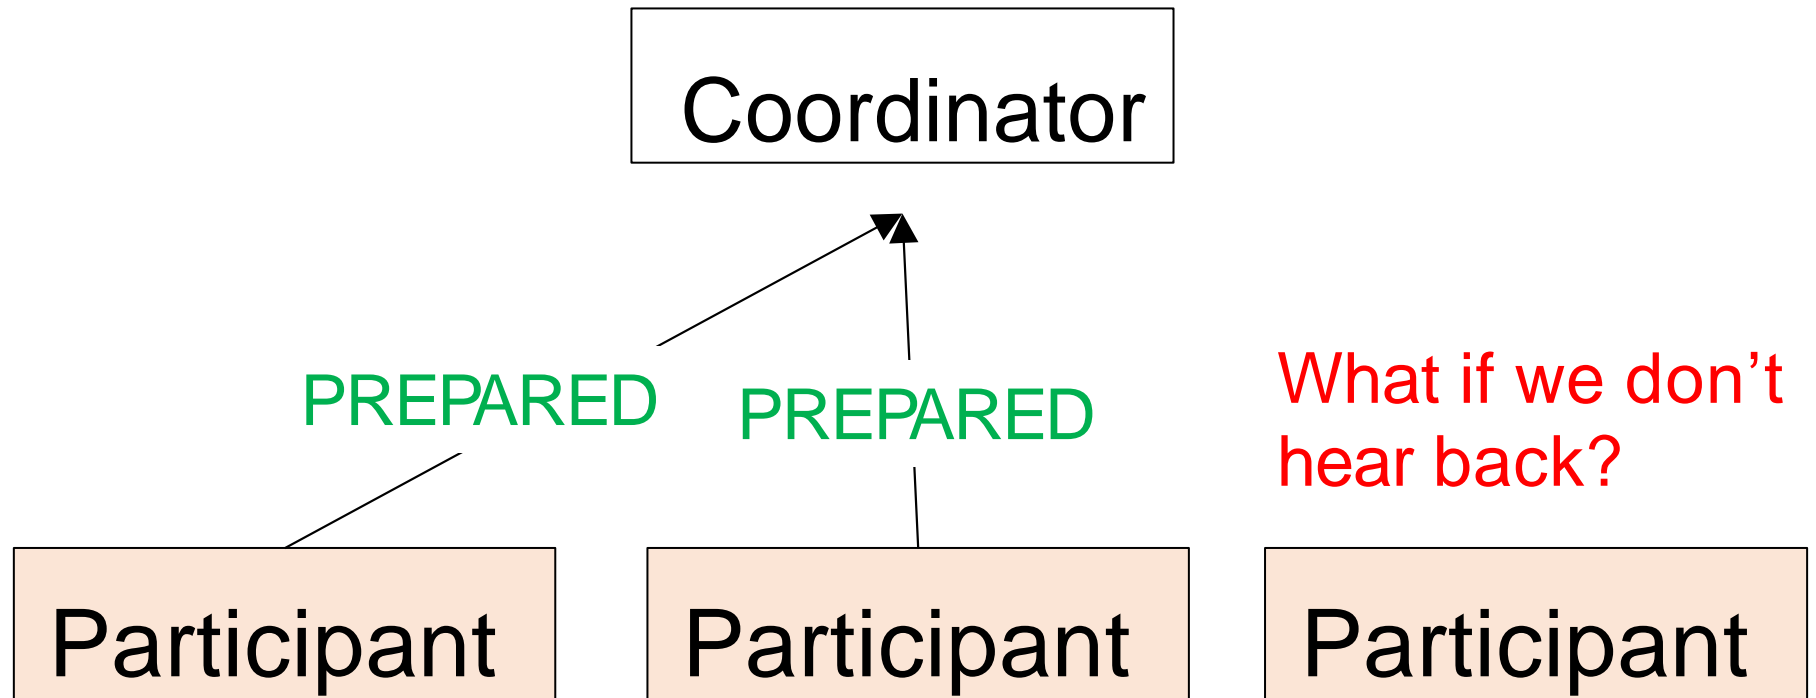 Coordinator
PREPARED
PREPARED
What if we don’t
hear back?
Participant
Participant
Participant